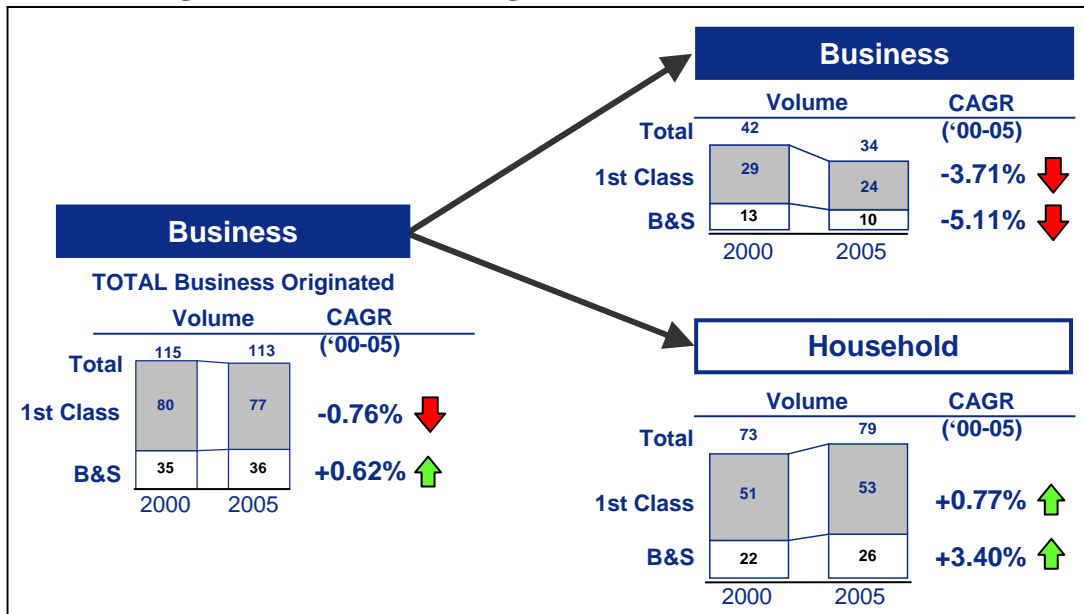 Business
TOTAL Business Originated
Volume CAGR
('00-05)
Total 115 113
1st Class 80 77 -0.76%
B&S 35 36 +0.62%
2000 2005
Business
Volume CAGR
('00-05)
Total 42 34
1st Class 29 24 -3.71%
B&S 13 10 -5.11%
2000 2005
Household
Volume CAGR
('00-05)
Total 73 79
1st Class 51 53 +0.77%
B&S 22 26 +3.40%
2000 2005